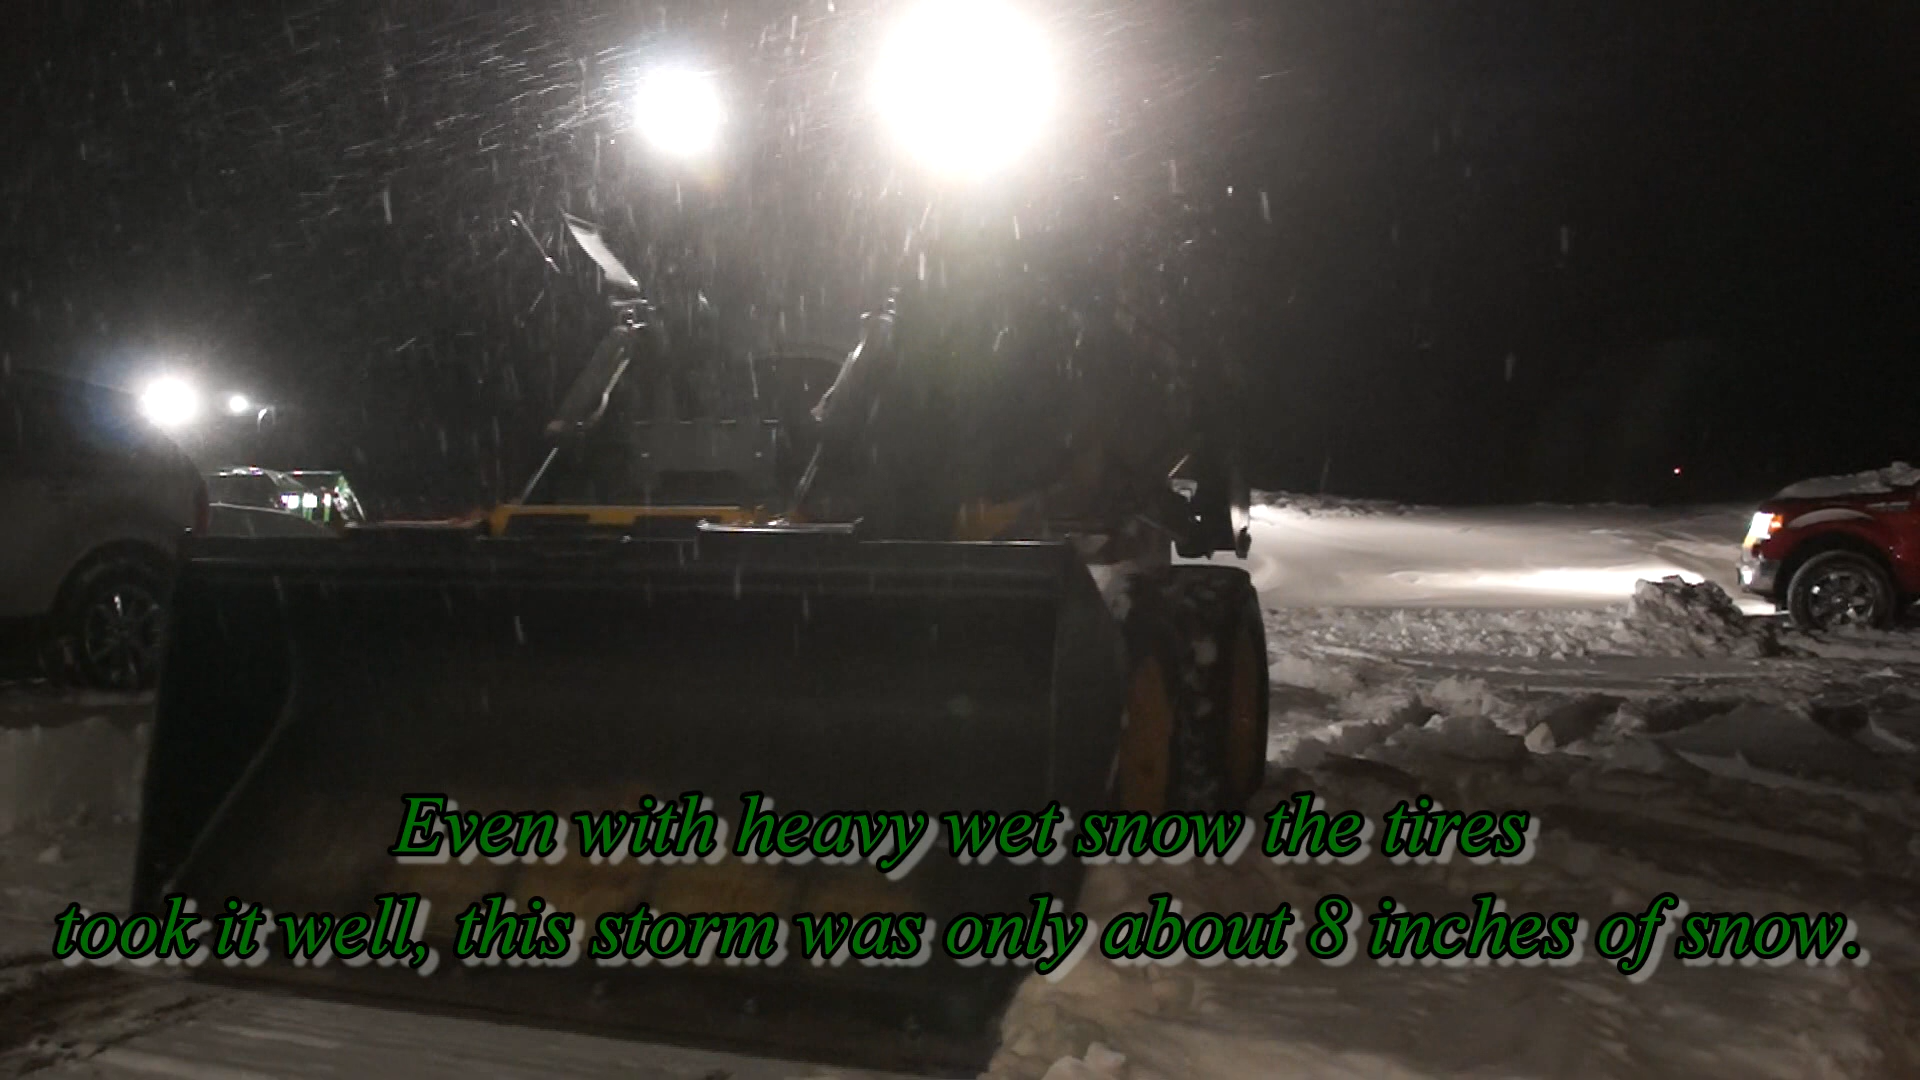 Even with heavy wet snow the tires
took it well, this storm was only about 8 inches of snow.